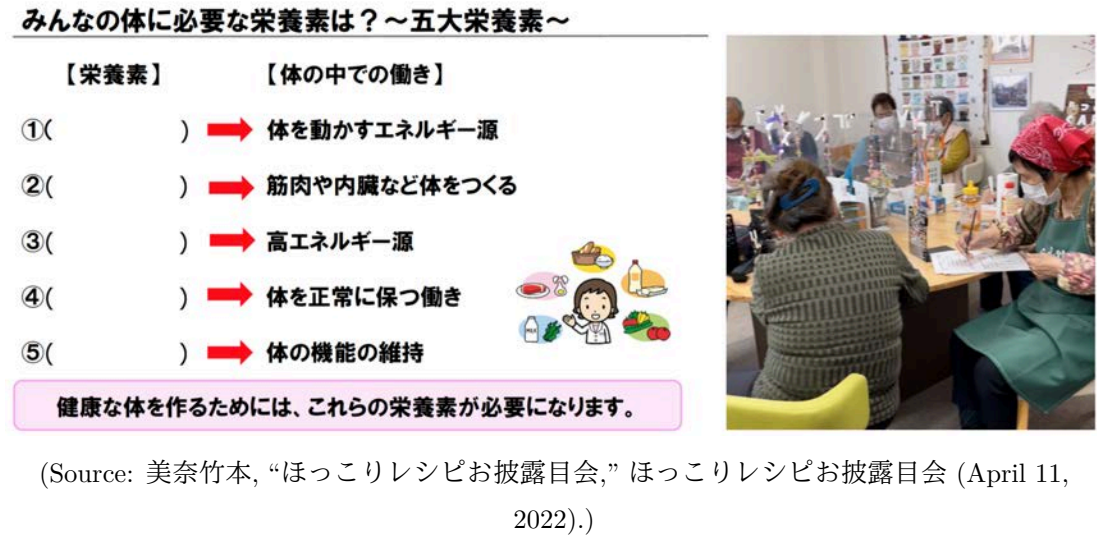 みんなの体に必要な栄養素は？～五大栄養素～
【栄養素】 【体の中での働き】
①( ) 体を動かすエネルギー源
②( ) 筋肉や内臓など体をつくる
③( ) 高エネルギー源
④( ) 体を正常に保つ働き
⑤( ) 体の機能の維持
MILK
健康な体を作るためには、これらの栄養素が必要になります。
(Source: 美奈竹本, “ほっこりレシピお披露目会,” ほっこりレシピお披露目会 (April 11,
2022).)